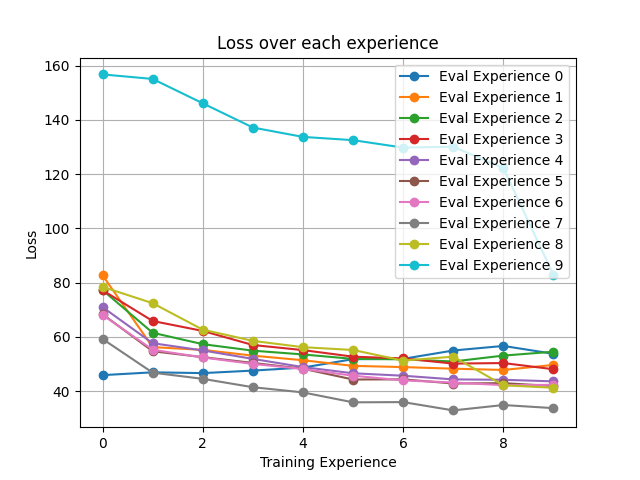 Loss over each experience
160
140
120
100
80
60
40
Loss
0
2
4
6
8
Training Experience
Eval Experience 0
Eval Experience 1
Eval Experience 2
Eval Experience 3
Eval Experience 4
Eval Experience 5
Eval Experience 6
Eval Experience 7
Eval Experience 8
Eval Experience 9